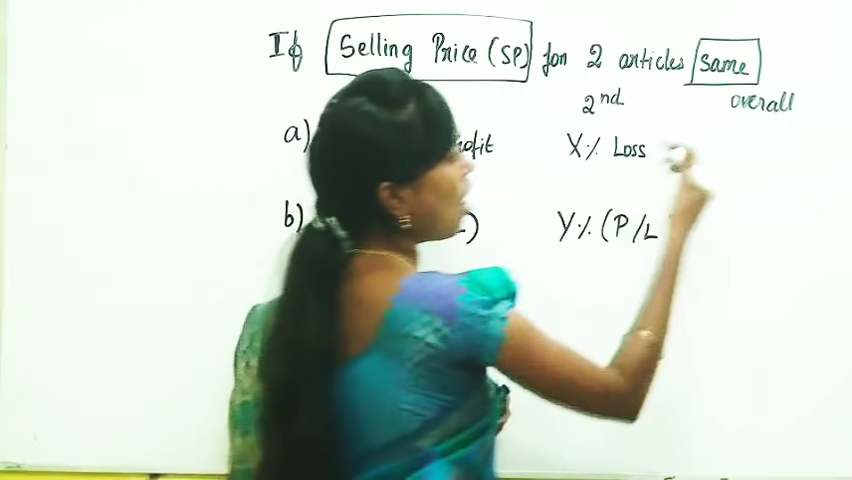 If Selling Price (SP) for 2 articles same
2nd overall
a) X% Loss
b) Y% (P/L